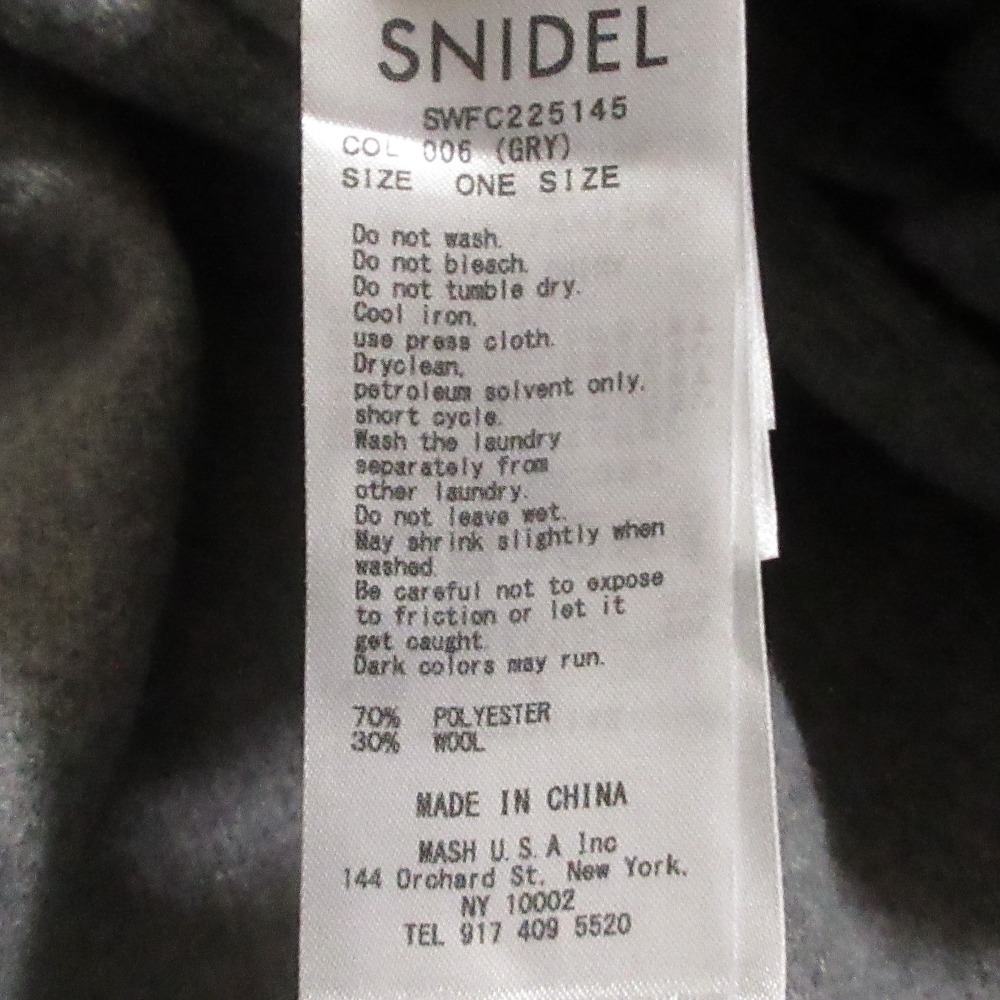 SNIDEL
SWFC225145
COL 006 (GRY)
SIZE ONE SIZE
Do not wash.
Do not bleach.
Do not tumble dry.
Cool iron.
use press cloth.
Dryclean.
petroleum solvent only.
short cycle.
Wash the laundry
separately from
other laundry.
Do not leave wet.
May shrink slightly when
washed
Be careful not to expose
to friction or let it
get caught.
Dark colors may run.
70% POLYESTER
30% WOOL
MADE IN CHINA
MASH U.S.A Inc
144 Orchard St, New York.
NY 10002
TEL 917 409 5520